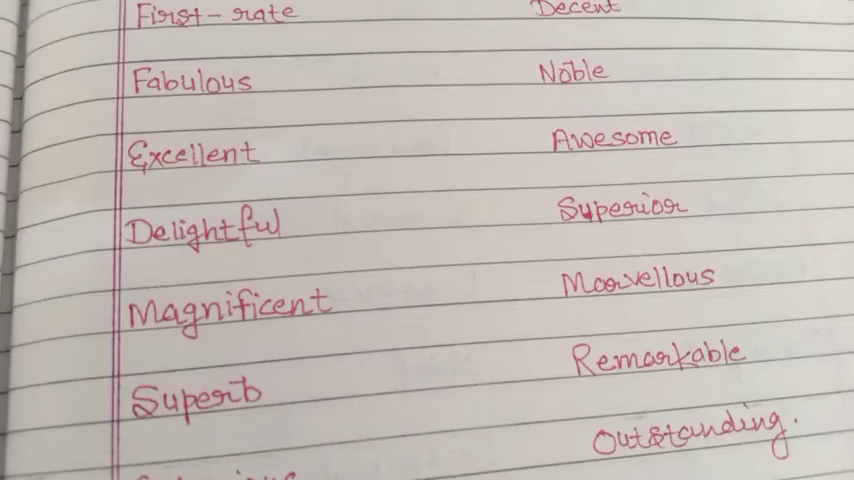 First-rate Decent
Fabulous Noble
Excellent Awesome
Delightful Superior
Magnificent Marvellous
Superb Remarkable
Outstanding.